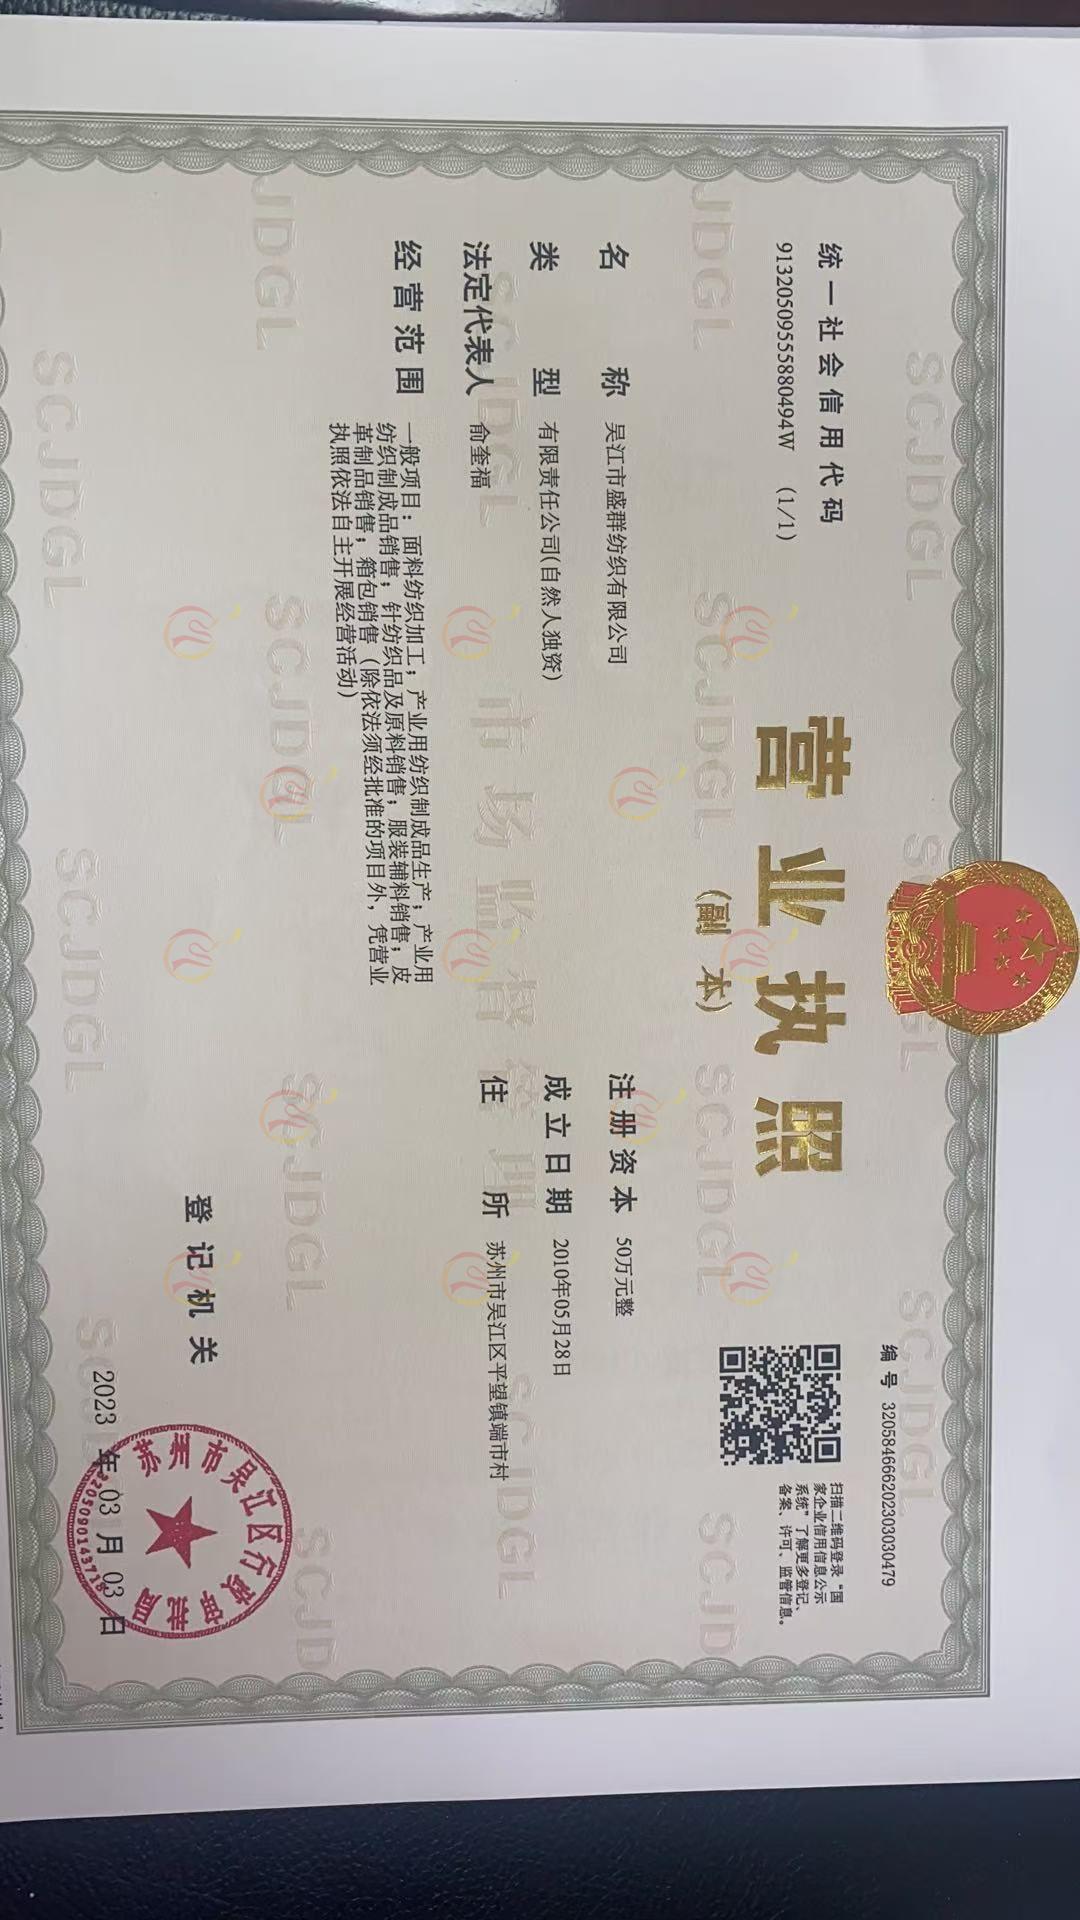 编号 320584666202303030479
统一社会信用代码
91320509555880494W (1/1)
营业执照
(副本)
扫描二维码登录“国
家企业信用信息公示
系统”了解更多登记、
备案、许可、监管信息。
名称 吴江市盛群纺织有限公司
类型 有限责任公司(自然人独资)
法定代表人 俞奎福
经营范围 一般项目：面料纺织加工；产业用纺织制成品生产；产业用
纺织制成品销售；针纺织品及原料销售；服装辅料销售；皮
革制品销售；箱包销售（除依法须经批准的项目外，凭营业
执照依法自主开展经营活动）
注册资本 50万元整
成立日期 2010年05月28日
住所 苏州市吴江区平望镇端市村
登记机关
苏州市吴江区行政审批局
2023年03月03日
SCJDGL
市场监督管理